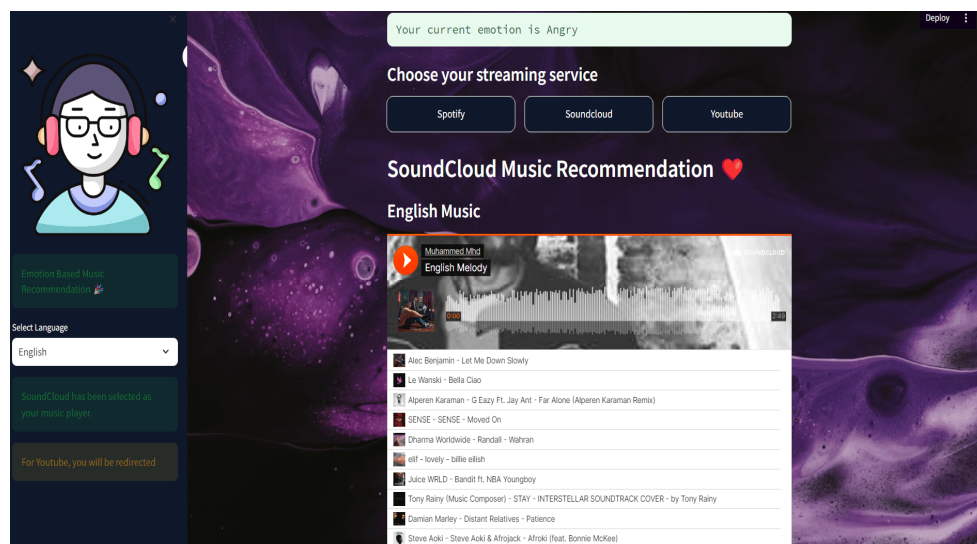 Deploy
Your current emotion is Angry
Choose your streaming service
Spotify
Soundcloud
Youtube
SoundCloud Music Recommendation
English Music
Muhammed Mhd
English Melody
SOUNDCLOUD
0:00
2:49
Alec Benjamin - Let Me Down Slowly
Le Wanski - Bella Ciao
Alperen Karaman - G Eazy Ft. Jay Ant - Far Alone (Alperen Karaman Remix)
SENSE - SENSE - Moved On
Dharma Worldwide - Randall - Wahran
elif - lovely - billie eilish
Juice WRLD - Bandit ft. NBA Youngboy
Tony Rainy (Music Composer) - STAY - INTERSTELLAR SOUNDTRACK COVER - by Tony Rainy
Damian Marley - Distant Relatives - Patience
Steve Aoki - Steve Aoki & Afrojack - Afroki (feat. Bonnie McKee)
Emotion Based Music
Recommendation
Select Language
English
SoundCloud has been selected as
your music player.
For Youtube, you will be redirected